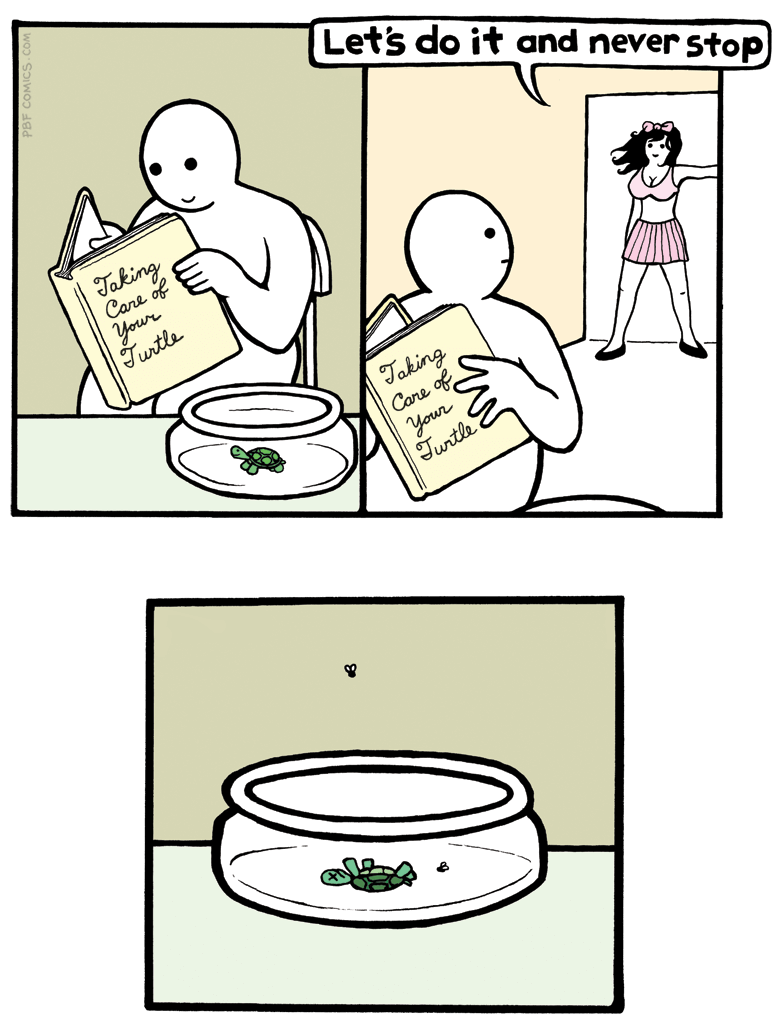 PBF COMICS.COM
Let's do it and never stop
Taking
Care of
Your
Turtle
Taking
Care of
Your
Turtle